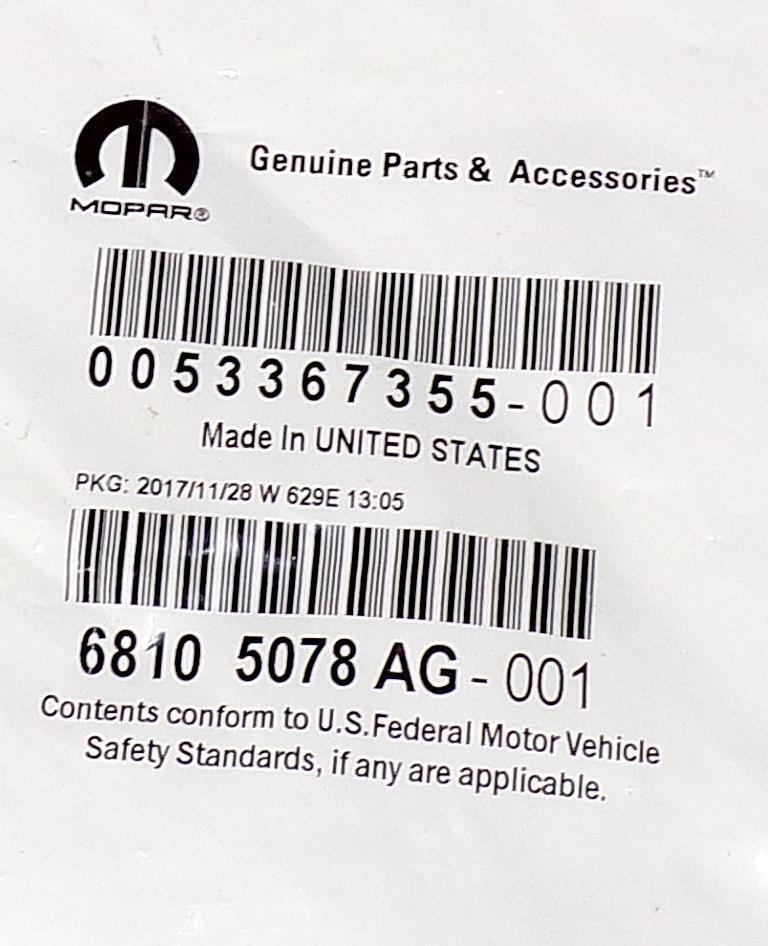 MOPAR®
Genuine Parts & Accessories™
0053367355-001
Made In UNITED STATES
PKG: 2017/11/28 W 629E 13:05
6810 5078 AG-001
Contents conform to U.S.Federal Motor Vehicle
Safety Standards, if any are applicable.